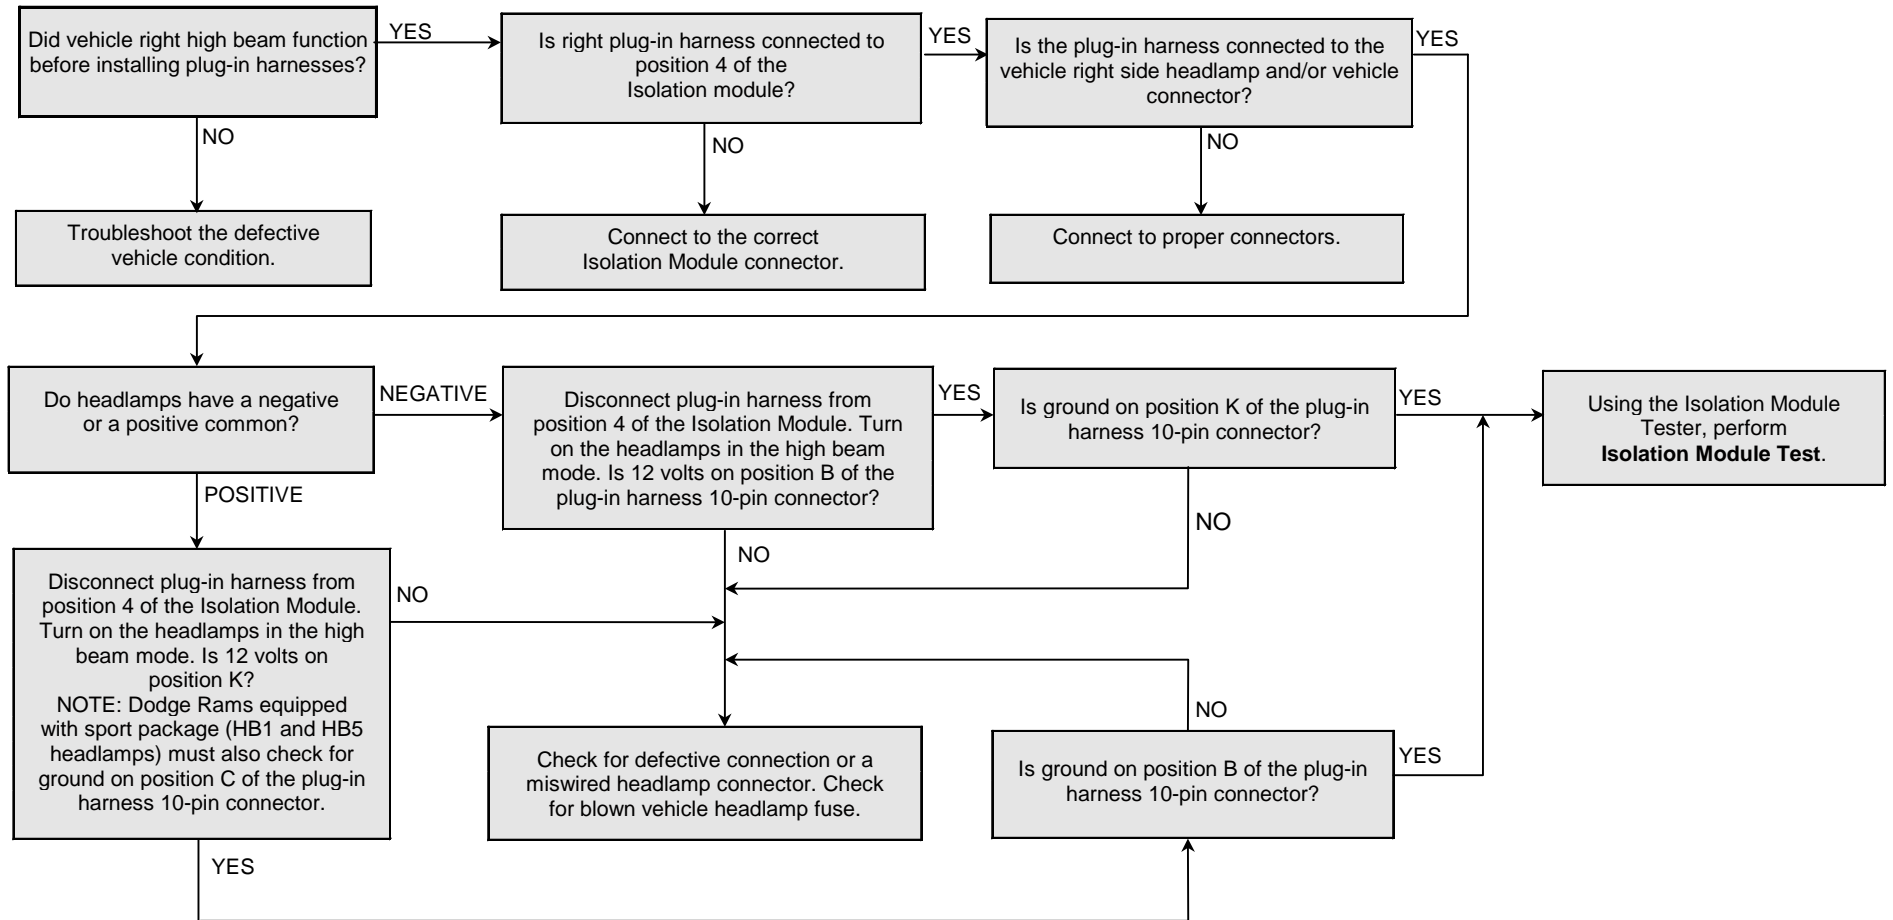 Did vehicle right high beam function
before installing plug-in harnesses?
YES
Is right plug-in harness connected to
position 4 of the
Isolation module?
YES
Is the plug-in harness connected to the
vehicle right side headlamp and/or vehicle
connector?
YES
NO
NO
NO
Troubleshoot the defective
vehicle condition.
Connect to the correct
Isolation Module connector.
Connect to proper connectors.
Do headlamps have a negative
or a positive common?
NEGATIVE
Disconnect plug-in harness from
position 4 of the Isolation Module. Turn
on the headlamps in the high beam
mode. Is 12 volts on position B of the
plug-in harness 10-pin connector?
YES
Is ground on position K of the plug-in
harness 10-pin connector?
YES
Using the Isolation Module
Tester, perform
Isolation Module Test.
POSITIVE
NO
NO
Disconnect plug-in harness from
position 4 of the Isolation Module.
Turn on the headlamps in the high
beam mode. Is 12 volts on
position K?
NOTE: Dodge Rams equipped
with sport package (HB1 and HB5
headlamps) must also check for
ground on position C of the plug-in
harness 10-pin connector.
NO
NO
Check for defective connection or a
miswired headlamp connector. Check
for blown vehicle headlamp fuse.
Is ground on position B of the plug-in
harness 10-pin connector?
YES
YES